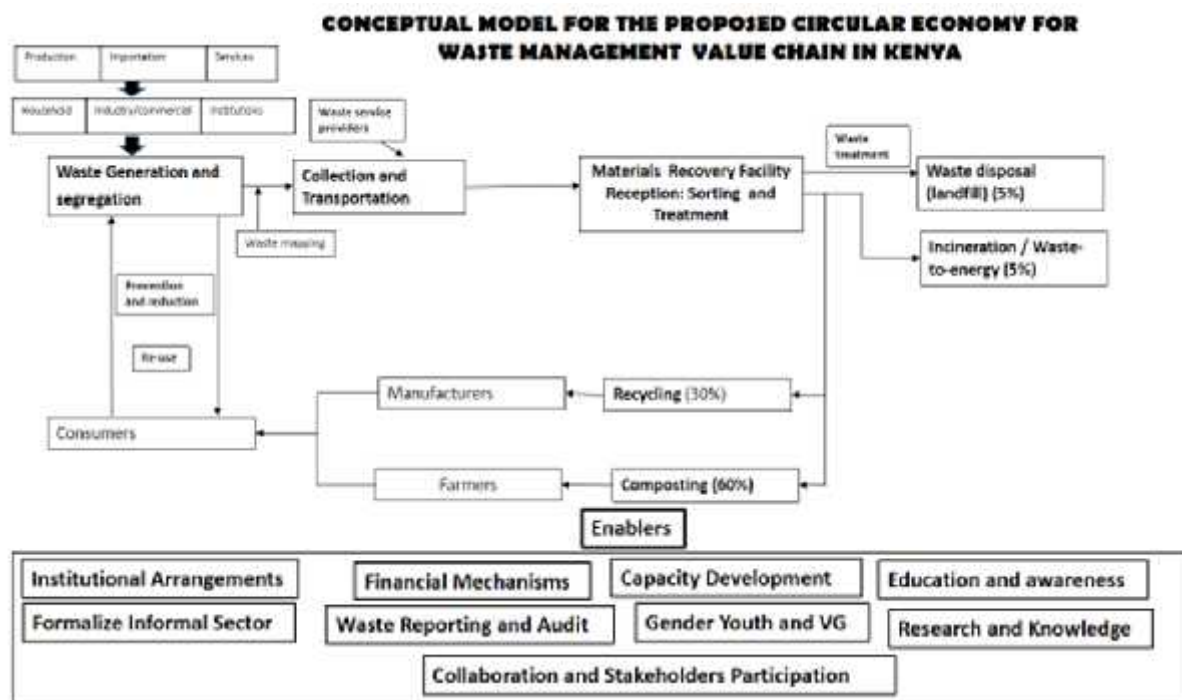 CONCEPTUAL MODEL FOR THE PROPOSED CIRCULAR ECONOMY FOR
WASTE MANAGEMENT VALUE CHAIN IN KENYA
Production
Importation
Services
Household
Industry/commercial
Institutions
Waste service
providers
Waste
treatment
Waste Generation and
segregation
Collection and
Transportation
Materials Recovery Facility
Reception: Sorting and
Treatment
Waste disposal
(landfill) (5%)
Waste mapping
Incineration / Waste-
to-energy (5%)
Prevention
and reduction
Re-use
Manufacturers
Recycling (30%)
Consumers
Farmers
Composting (60%)
Enablers
Institutional Arrangements
Financial Mechanisms
Capacity Development
Education and awareness
Formalize Informal Sector
Waste Reporting and Audit
Gender Youth and VG
Research and Knowledge
Collaboration and Stakeholders Participation